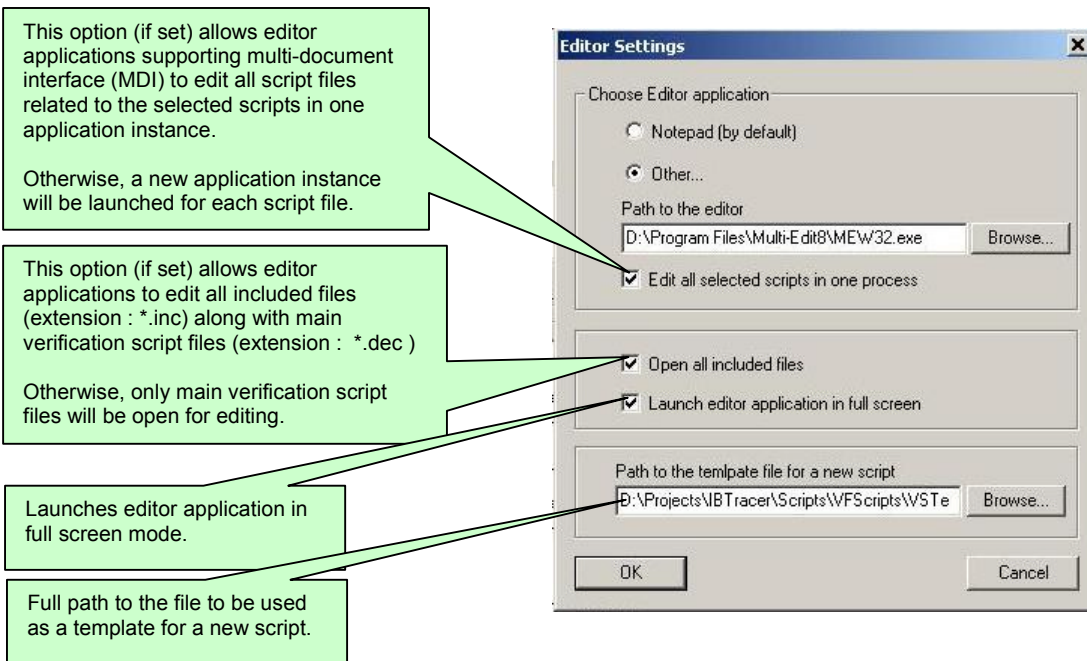 This option (if set) allows editor
applications supporting multi-document
interface (MDI) to edit all script files
related to the selected scripts in one
application instance.
Otherwise, a new application instance
will be launched for each script file.
This option (if set) allows editor
applications to edit all included files
(extension : *.inc) along with main
verification script files (extension : *.dec )
Otherwise, only main verification script
files will be open for editing.
Launches editor application in
full screen mode.
Full path to the file to be used
as a template for a new script.
Editor Settings
Choose Editor application
Notepad (by default)
Other...
Path to the editor
D:\Program Files\Multi-Edit8\MEW32.exe
Browse...
Edit all selected scripts in one process
Open all included files
Launch editor application in full screen
Path to the temlpate file for a new script
D:\Projects\IBTracer\Scripts\VFScripts\VSTe
Browse...
OK
Cancel